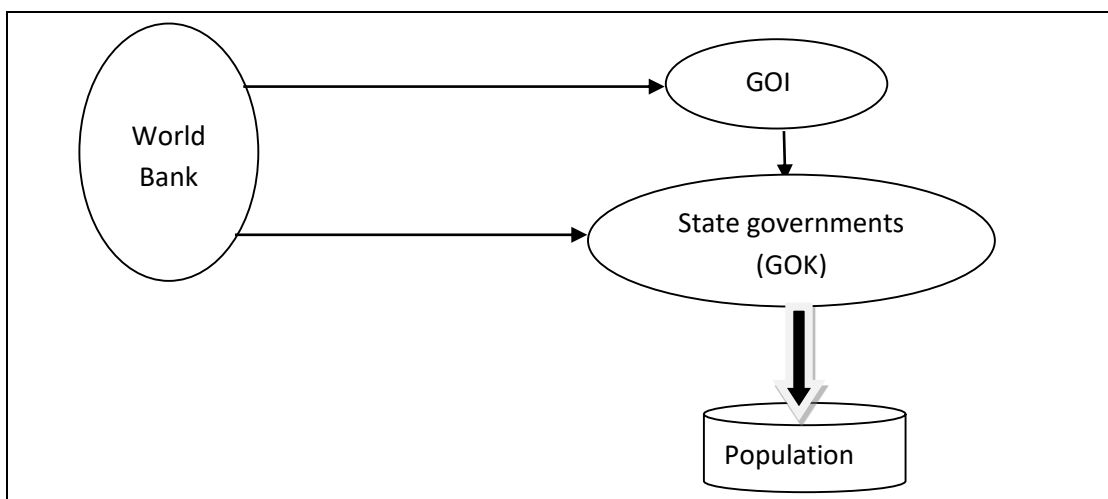 World
Bank
GOI
State governments
(GOK)
Population